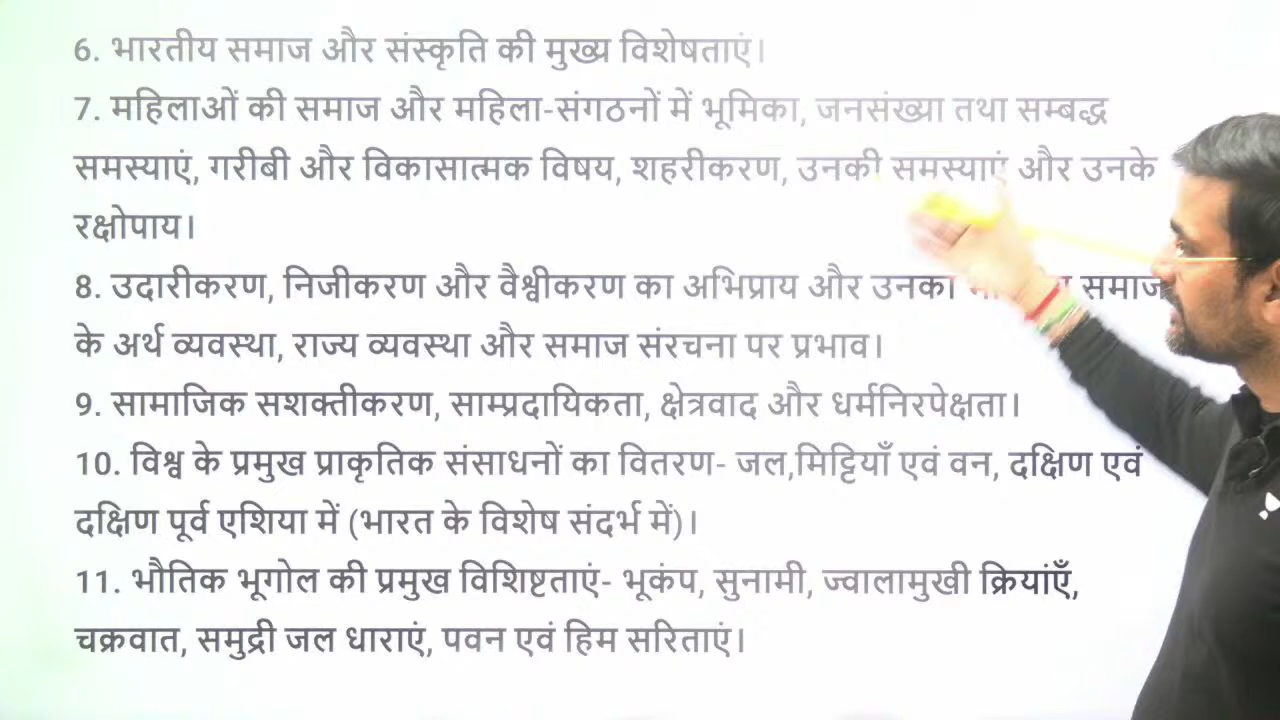 6. भारतीय समाज और संस्कृति की मुख्य विशेषताएं।
7. महिलाओं की समाज और महिला-संगठनों में भूमिका, जनसंख्या तथा सम्बद्ध
समस्याएं, गरीबी और विकासात्मक विषय, शहरीकरण, उनकी समस्याएं और उनके
रक्षोपाय।
8. उदारीकरण, निजीकरण और वैश्वीकरण का अभिप्राय और उनका समाज
के अर्थ व्यवस्था, राज्य व्यवस्था और समाज संरचना पर प्रभाव।
9. सामाजिक सशक्तीकरण, साम्प्रदायिकता, क्षेत्रवाद और धर्मनिरपेक्षता।
10. विश्व के प्रमुख प्राकृतिक संसाधनों का वितरण- जल,मिट्टियाँ एवं वन, दक्षिण एवं
दक्षिण पूर्व एशिया में (भारत के विशेष संदर्भ में)।
11. भौतिक भूगोल की प्रमुख विशिष्टताएं- भूकंप, सुनामी, ज्वालामुखी क्रियांएँ,
चक्रवात, समुद्री जल धाराएं, पवन एवं हिम सरिताएं।